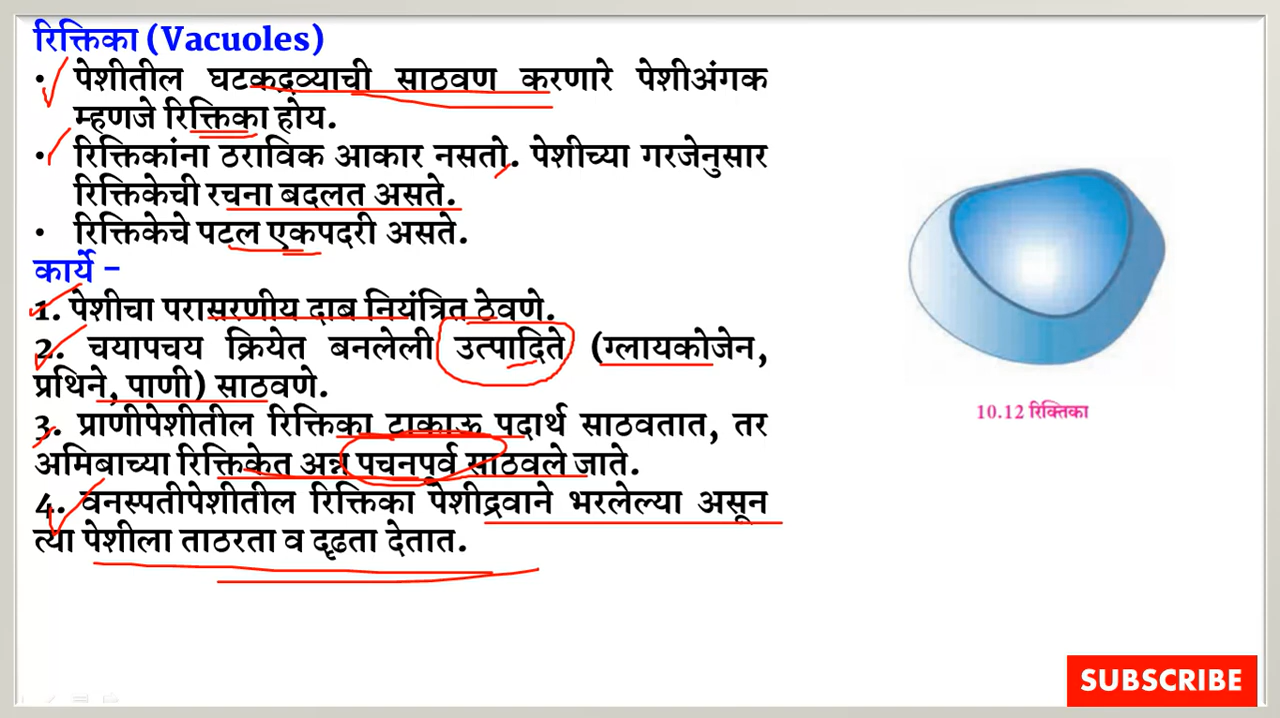 रिक्तिका (Vacuoles)
• पेशीतील घटकद्रव्याची साठवण करणारे पेशीअंगक
म्हणजे रिक्तिका होय.
• रिक्तिकांना ठराविक आकार नसतो. पेशीच्या गरजेनुसार
रिक्तिकेची रचना बदलत असते.
• रिक्तिकेचे पटल एकपदरी असते.
कार्ये -
1. पेशीचा परासरणीय दाब नियंत्रित ठेवणे.
2. चयापचय क्रियेत बनलेली उत्पादिते (ग्लायकोजेन,
प्रथिने, पाणी) साठवणे.
3. प्राणीपेशीतील रिक्तिका टाकाऊ पदार्थ साठवतात, तर
अमिबाच्या रिक्तिकेत अन्न पचनपूर्व साठवले जाते.
4. वनस्पतीपेशीतील रिक्तिका पेशीद्रवाने भरलेल्या असून
त्या पेशीला ताठरता व दृढता देतात.
10.12 रिक्तिका
SUBSCRIBE